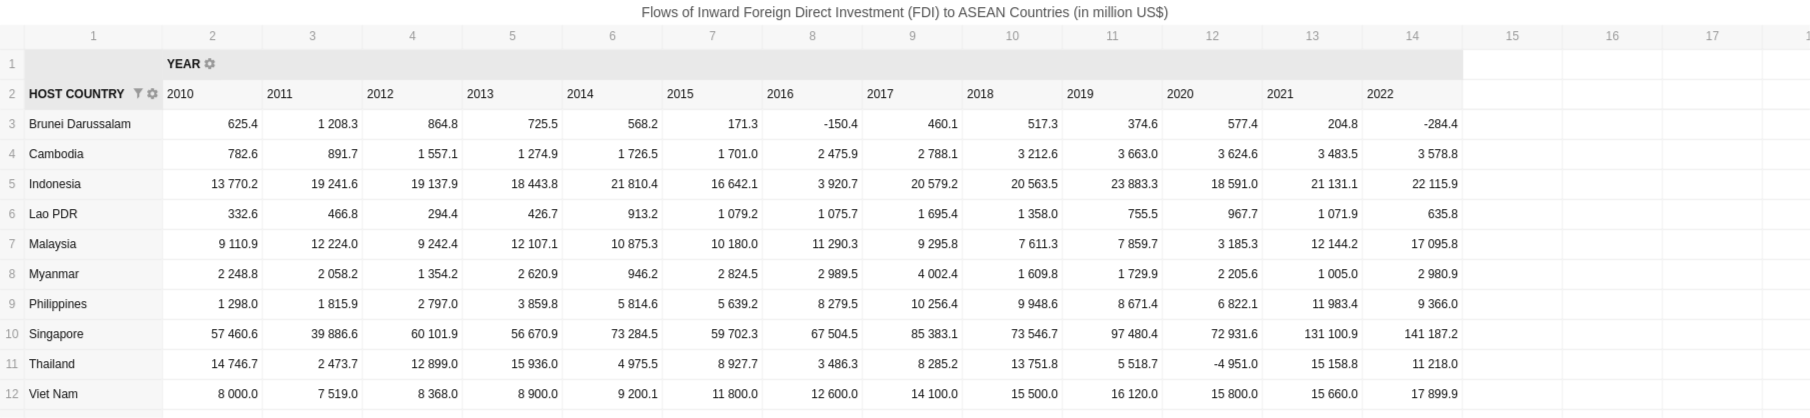 Flows of Inward Foreign Direct Investment (FDI) to ASEAN Countries (in million US$)
1 2 3 4 5 6 7 8 9 10 11 12 13 14 15 16 17 1
1 YEAR
2 HOST COUNTRY 2010 2011 2012 2013 2014 2015 2016 2017 2018 2019 2020 2021 2022
3 Brunei Darussalam 625.4 1 208.3 864.8 725.5 568.2 171.3 -150.4 460.1 517.3 374.6 577.4 204.8 -284.4
4 Cambodia 782.6 891.7 1 557.1 1 274.9 1 726.5 1 701.0 2 475.9 2 788.1 3 212.6 3 663.0 3 624.6 3 483.5 3 578.8
5 Indonesia 13 770.2 19 241.6 19 137.9 18 443.8 21 810.4 16 642.1 3 920.7 20 579.2 20 563.5 23 883.3 18 591.0 21 131.1 22 115.9
6 Lao PDR 332.6 466.8 294.4 426.7 913.2 1 079.2 1 075.7 1 695.4 1 358.0 755.5 967.7 1 071.9 635.8
7 Malaysia 9 110.9 12 224.0 9 242.4 12 107.1 10 875.3 10 180.0 11 290.3 9 295.8 7 611.3 7 859.7 3 185.3 12 144.2 17 095.8
8 Myanmar 2 248.8 2 058.2 1 354.2 2 620.9 946.2 2 824.5 2 989.5 4 002.4 1 609.8 1 729.9 2 205.6 1 005.0 2 980.9
9 Philippines 1 298.0 1 815.9 2 797.0 3 859.8 5 814.6 5 639.2 8 279.5 10 256.4 9 948.6 8 671.4 6 822.1 11 983.4 9 366.0
10 Singapore 57 460.6 39 886.6 60 101.9 56 670.9 73 284.5 59 702.3 67 504.5 85 383.1 73 546.7 97 480.4 72 931.6 131 100.9 141 187.2
11 Thailand 14 746.7 2 473.7 12 899.0 15 936.0 4 975.5 8 927.7 3 486.3 8 285.2 13 751.8 5 518.7 -4 951.0 15 158.8 11 218.0
12 Viet Nam 8 000.0 7 519.0 8 368.0 8 900.0 9 200.1 11 800.0 12 600.0 14 100.0 15 500.0 16 120.0 15 800.0 15 660.0 17 899.9